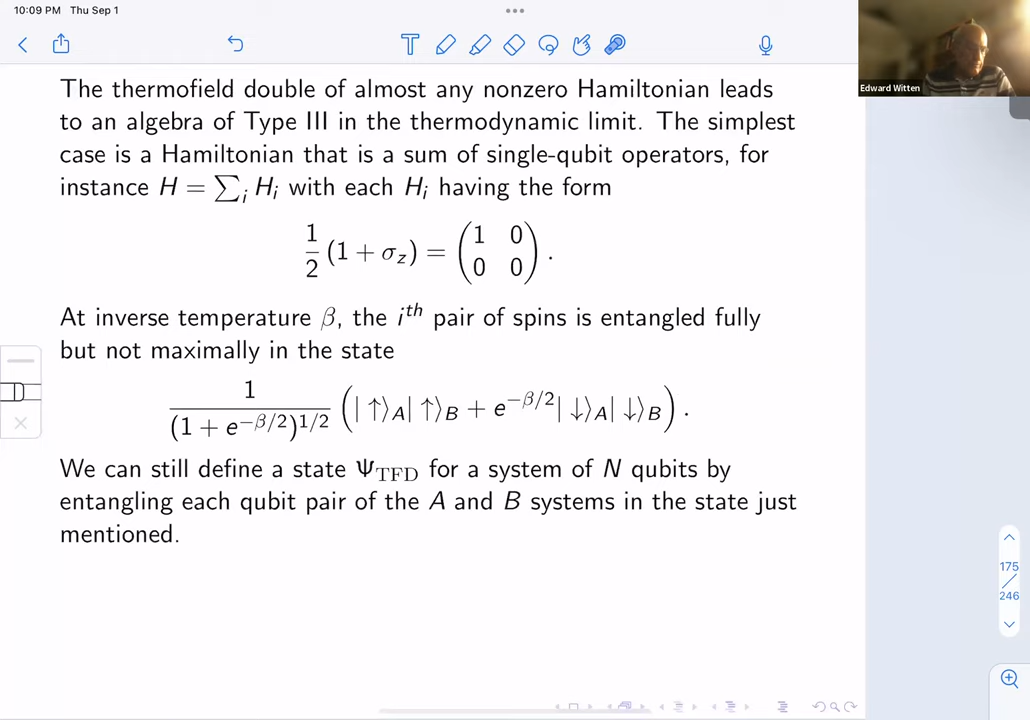 10:09 PM Thu Sep 1
Edward Witten
The thermofield double of almost any nonzero Hamiltonian leads
to an algebra of Type III in the thermodynamic limit. The simplest
case is a Hamiltonian that is a sum of single-qubit operators, for
instance H = ∑ᵢ Hᵢ with each Hᵢ having the form
1/2 (1 + σ_z) = (1 0; 0 0).
At inverse temperature β, the i^{th} pair of spins is entangled fully
but not maximally in the state
1/(1 + e^{−β/2})^{1/2} (|↑⟩_A|↑⟩_B + e^{−β/2}|↓⟩_A|↓⟩_B).
We can still define a state Ψ_TFD for a system of N qubits by
entangling each qubit pair of the A and B systems in the state just
mentioned.
175
246